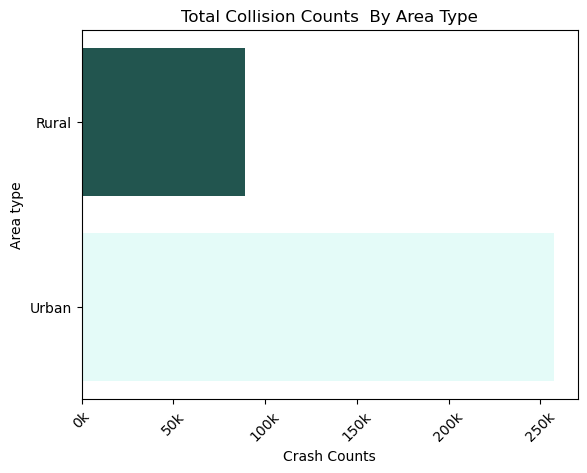 Total Collision Counts  By Area Type
Area type
Rural
Urban
0k
50k
100k
150k
200k
250k
Crash Counts